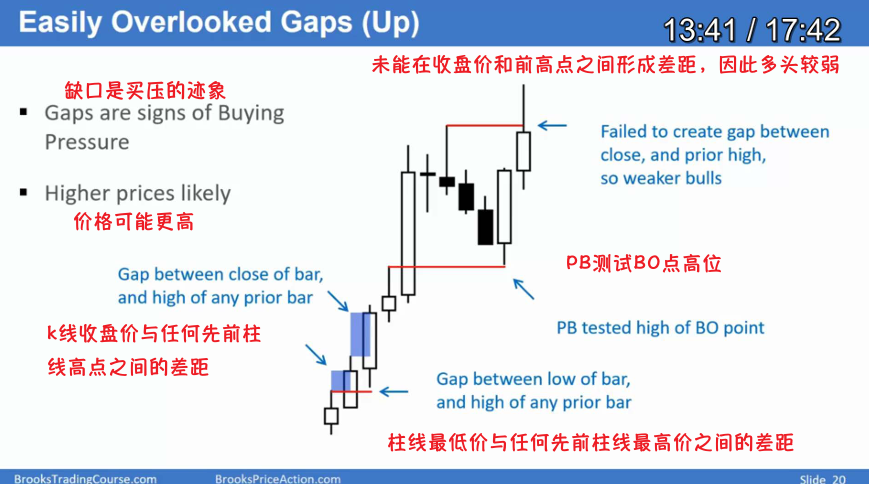 Easily Overlooked Gaps (Up)
13:41 / 17:42
未能在收盘价和前高点之间形成差距，因此多头较弱
缺口是买压的迹象
Gaps are signs of Buying
Pressure
Failed to create gap between
close, and prior high,
so weaker bulls
Higher prices likely
价格可能更高
Gap between close of bar,
and high of any prior bar
PB测试BO点高位
k线收盘价与任何先前柱
线高点之间的差距
PB tested high of BO point
Gap between low of bar,
and high of any prior bar
柱线最低价与任何先前柱线最高价之间的差距
BrooksTradingCourse.com
BrooksPriceAction.com
Slide 20